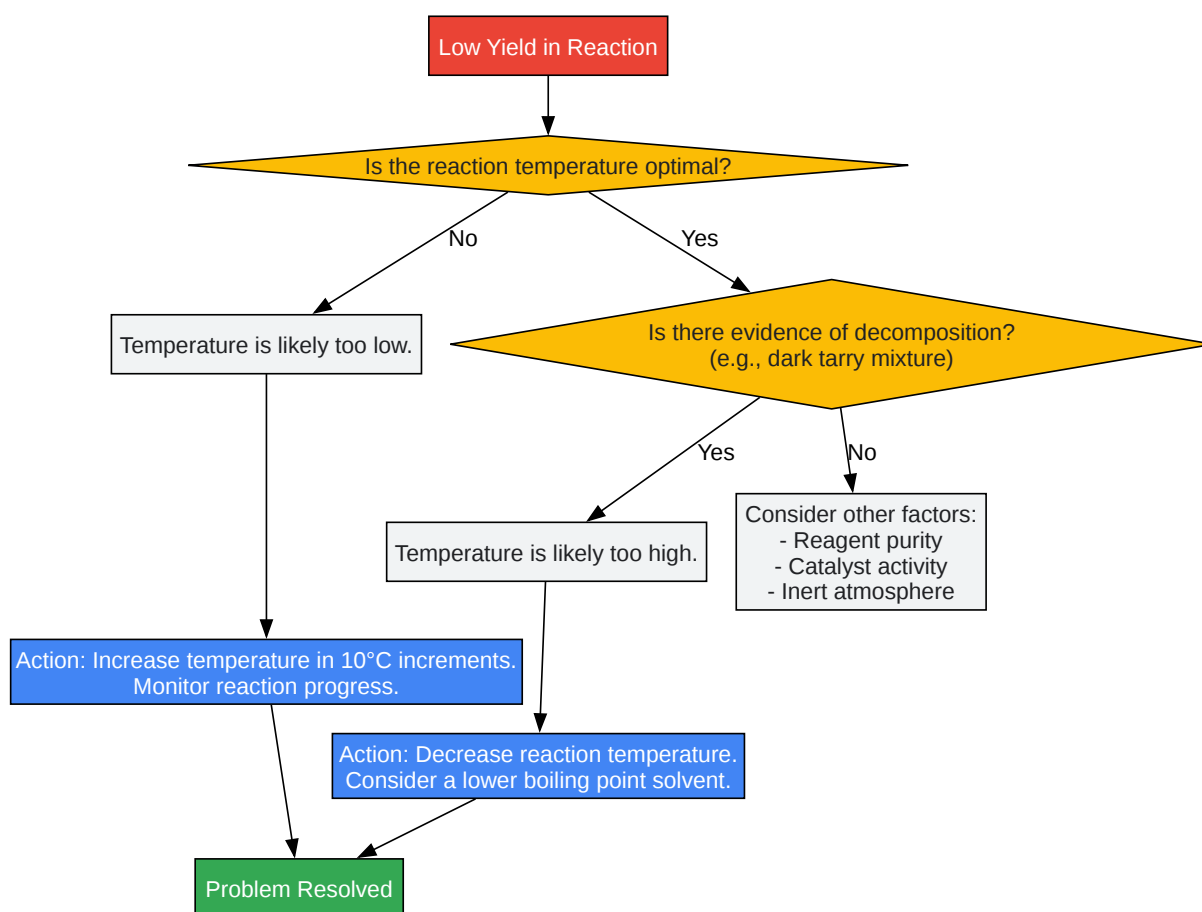 Low Yield in Reaction
Is the reaction temperature optimal?
No
Yes
Temperature is likely too low.
Is there evidence of decomposition?
(e.g., dark tarry mixture)
Yes
No
Temperature is likely too high.
Consider other factors:
- Reagent purity
- Catalyst activity
- Inert atmosphere
Action: Increase temperature in 10°C increments.
Monitor reaction progress.
Action: Decrease reaction temperature.
Consider a lower boiling point solvent.
Problem Resolved